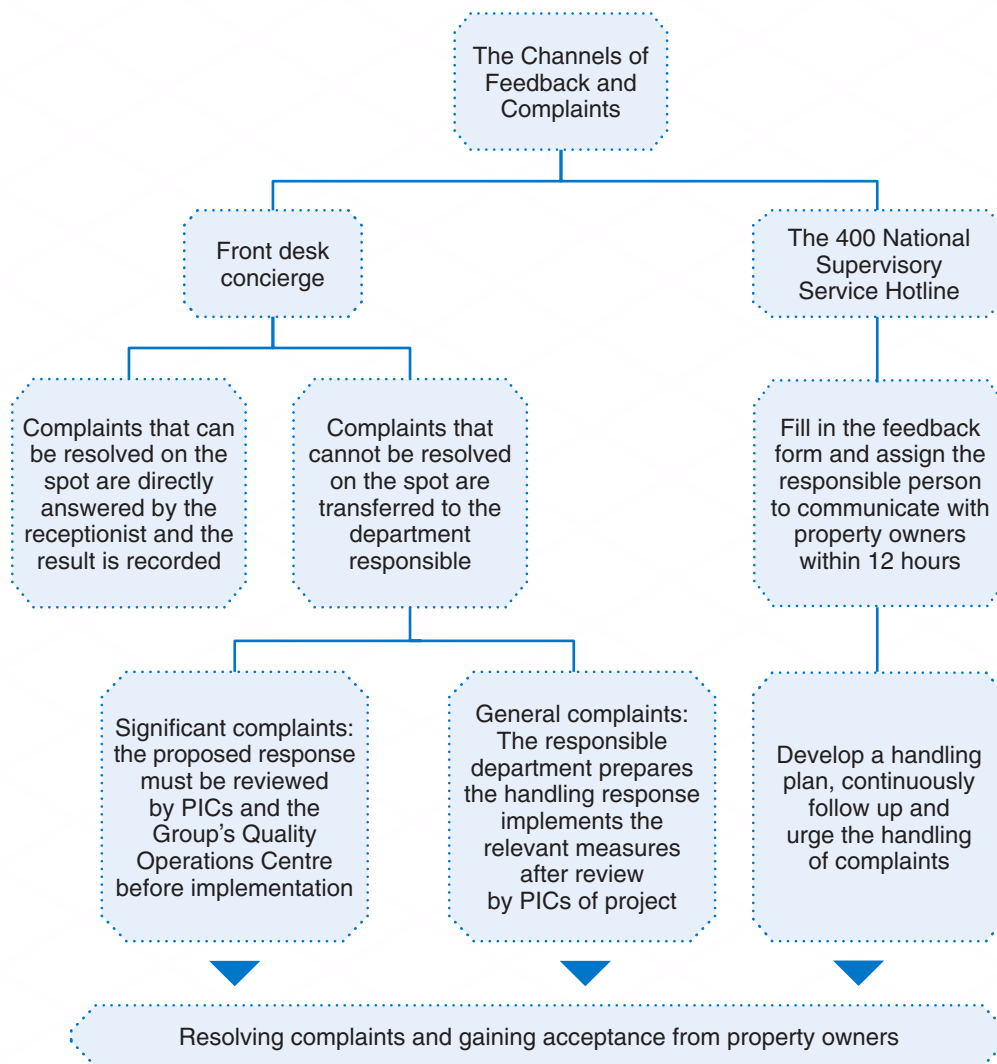 The Channels of
Feedback and
Complaints
Front desk
concierge
The 400 National
Supervisory
Service Hotline
Complaints that can
be resolved on the
spot are directly
answered by the
receptionist and the
result is recorded
Complaints that
cannot be resolved
on the spot are
transferred to the
department
responsible
Fill in the feedback
form and assign the
responsible person
to communicate with
property owners
within 12 hours
Significant complaints:
the proposed response
must be reviewed
by PICs and the
Group's Quality
Operations Centre
before implementation
General complaints:
The responsible
department prepares
the handling response
implements the
relevant measures
after review
by PICs of project
Develop a handling
plan, continuously
follow up and
urge the handling
of complaints
Resolving complaints and gaining acceptance from property owners